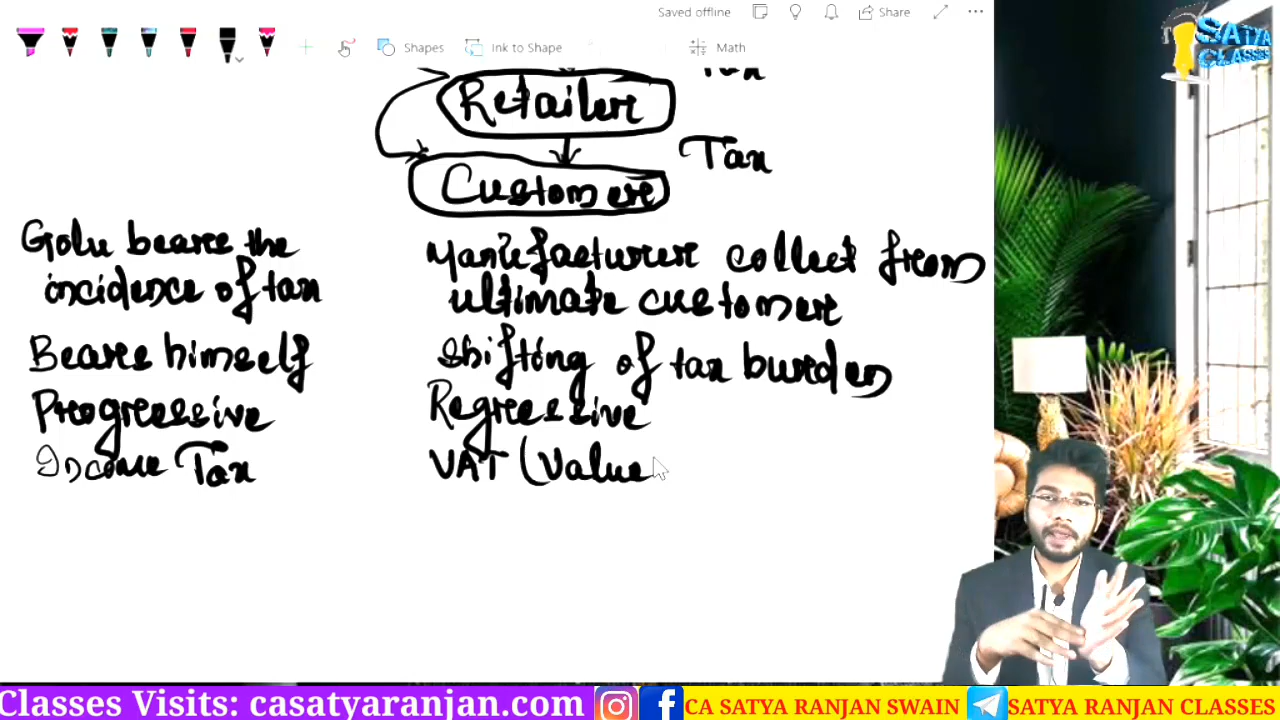 Saved offline
Share
Shapes
Ink to Shape
Math
SATYA
CLASSES
Tax
Retailer
Tax
Customer
Golu bears the
incidence of tax
Manufacturer collect from
ultimate customer
Bears himself
Shifting of tax burden
Progressive
Regressive
Income Tax
VAT (Value
Classes Visits: casatyaranjan.com
CA SATYA RANJAN SWAIN
SATYA RANJAN CLASSES